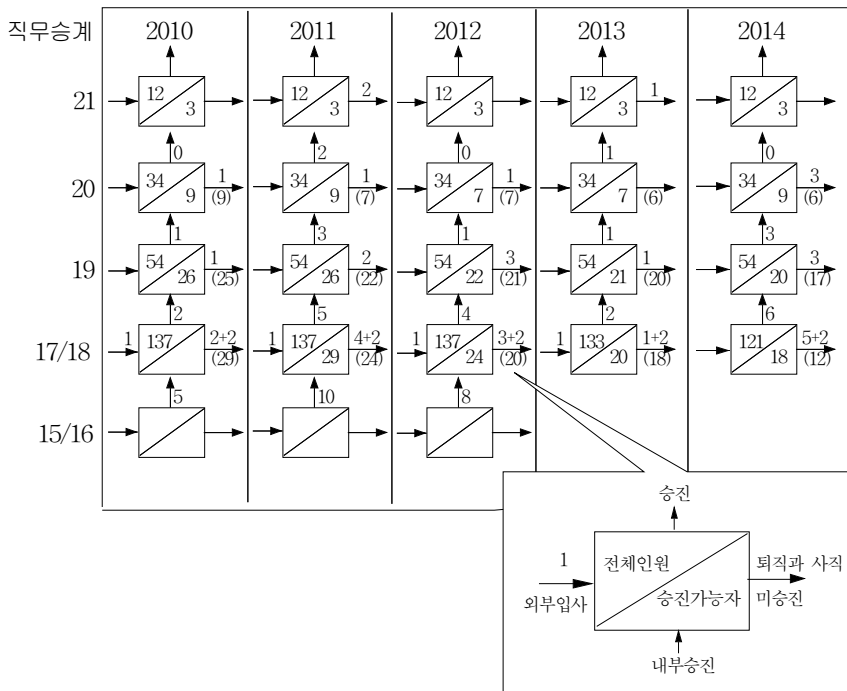 직무승계 2010 2011 2012 2013 2014
21 12 3 12 3 2 12 3 12 3 1 12 3
0 2 0 1 0
20 34 9 1 (9) 34 9 1 (7) 34 7 1 (7) 34 7 (6) 34 9 3 (6)
1 3 1 1 3
19 54 26 1 (25) 54 26 2 (22) 54 22 3 (21) 54 21 1 (20) 54 20 3 (17)
2 5 4 2 6
17/18 1 137 2+2 (29) 1 137 29 4+2 (24) 1 137 24 3+2 (20) 1 133 20 1+2 (18) 121 18 5+2 (12)
5 10 8
15/16
승진
1 전체인원 퇴직과 사직
외부입사 승진가능자 미승진
내부승진